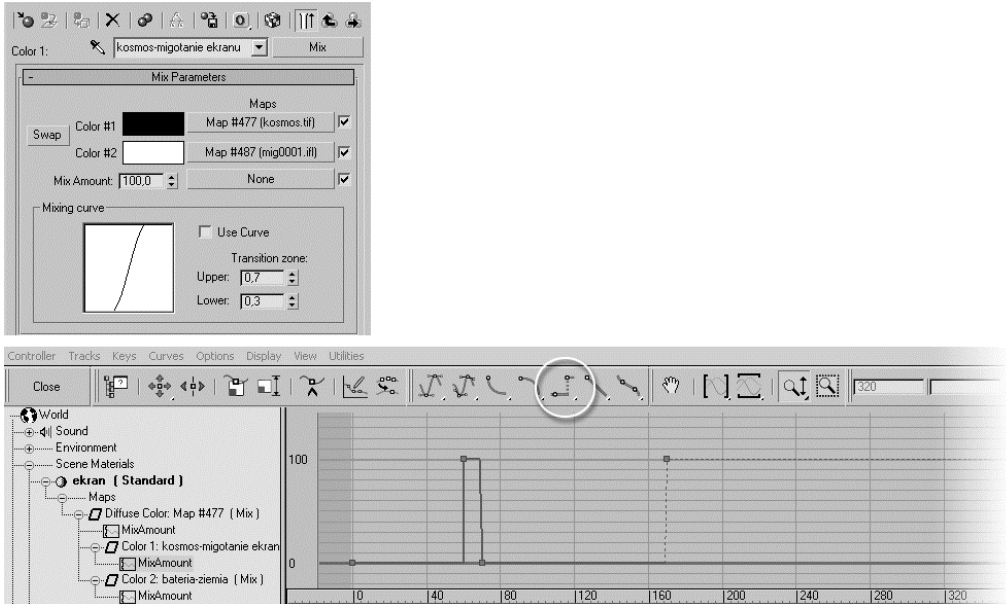 Color 1: kosmos-migotanie ekranu Mix
- Mix Parameters
Maps
Swap Color #1 Map #477 (kosmos.tif)
Color #2 Map #487 (mig0001.ifl)
Mix Amount: 100,0 None
Mixing curve
Use Curve
Transition zone:
Upper: 0,7
Lower: 0,3
Controller Tracks Keys Curves Options Display View Utilities
Close 320
World
Sound
Environment
Scene Materials
ekran ( Standard )
Maps
Diffuse Color: Map #477 ( Mix )
MixAmount
Color 1: kosmos-migotanie ekran
MixAmount
Color 2: bateria-ziemia ( Mix )
MixAmount
100
0
0 40 80 120 160 200 240 280 320